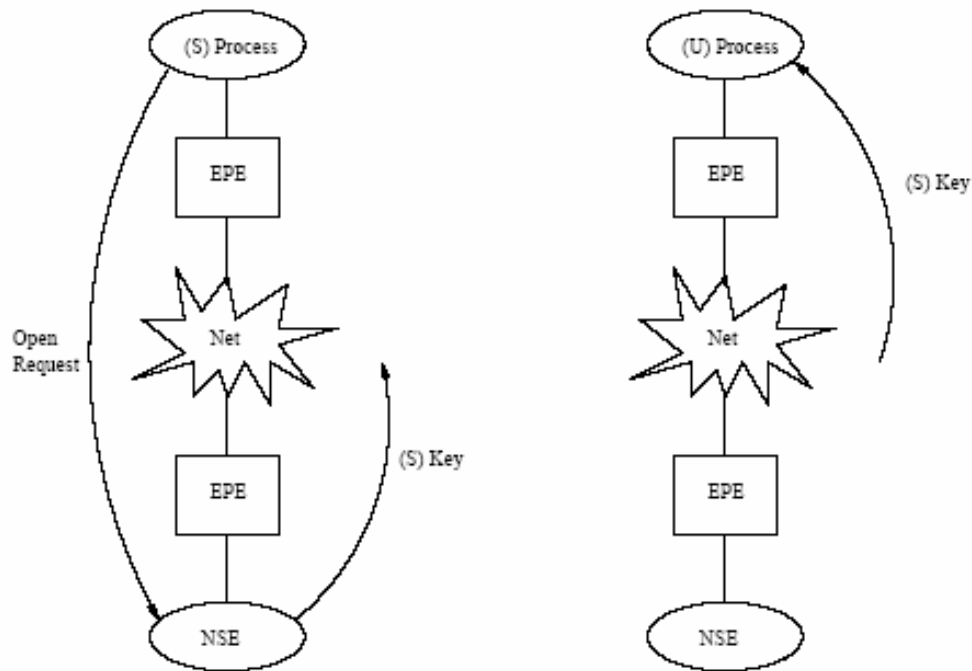 (S) Process
EPE
Net
Open
Request
(S) Key
EPE
NSE
(U) Process
EPE
(S) Key
Net
EPE
NSE